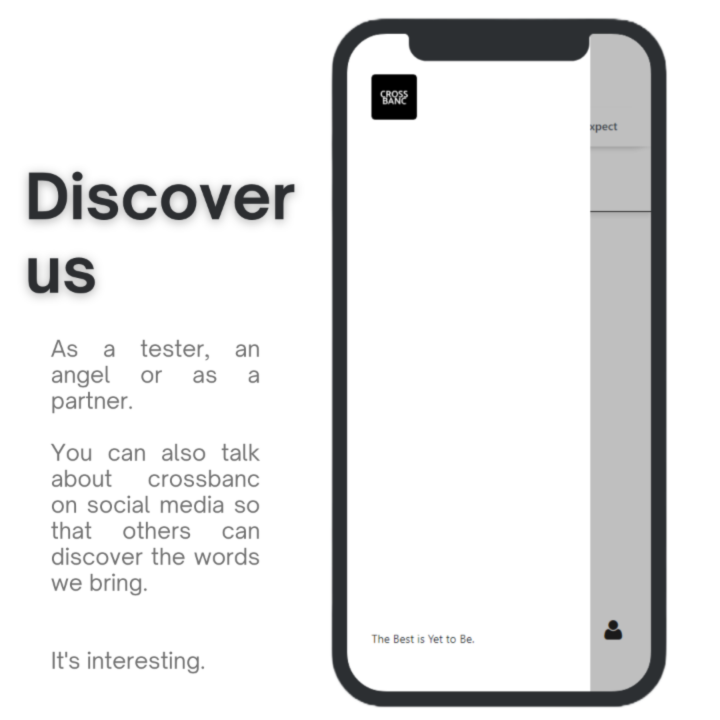 Discover
us
As a tester, an
angel or as a
partner.
You can also talk
about crossbanc
on social media so
that others can
discover the words
we bring.
It's interesting.
CROSS
BANC
xpect
The Best is Yet to Be.